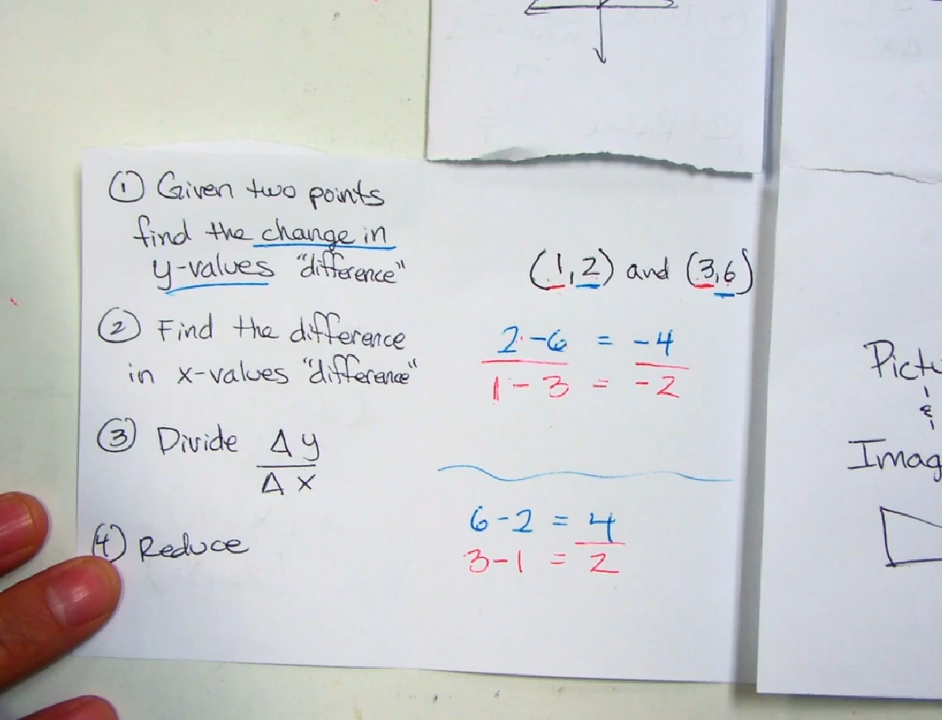 ① Given two points
find the change in
y-values "difference"
② Find the difference
in x-values "difference"
③ Divide Δy
Δx
④ Reduce
(1,2) and (3,6)
2-6 = -4
1-3 = -2
6-2 = 4
3-1 = 2
&